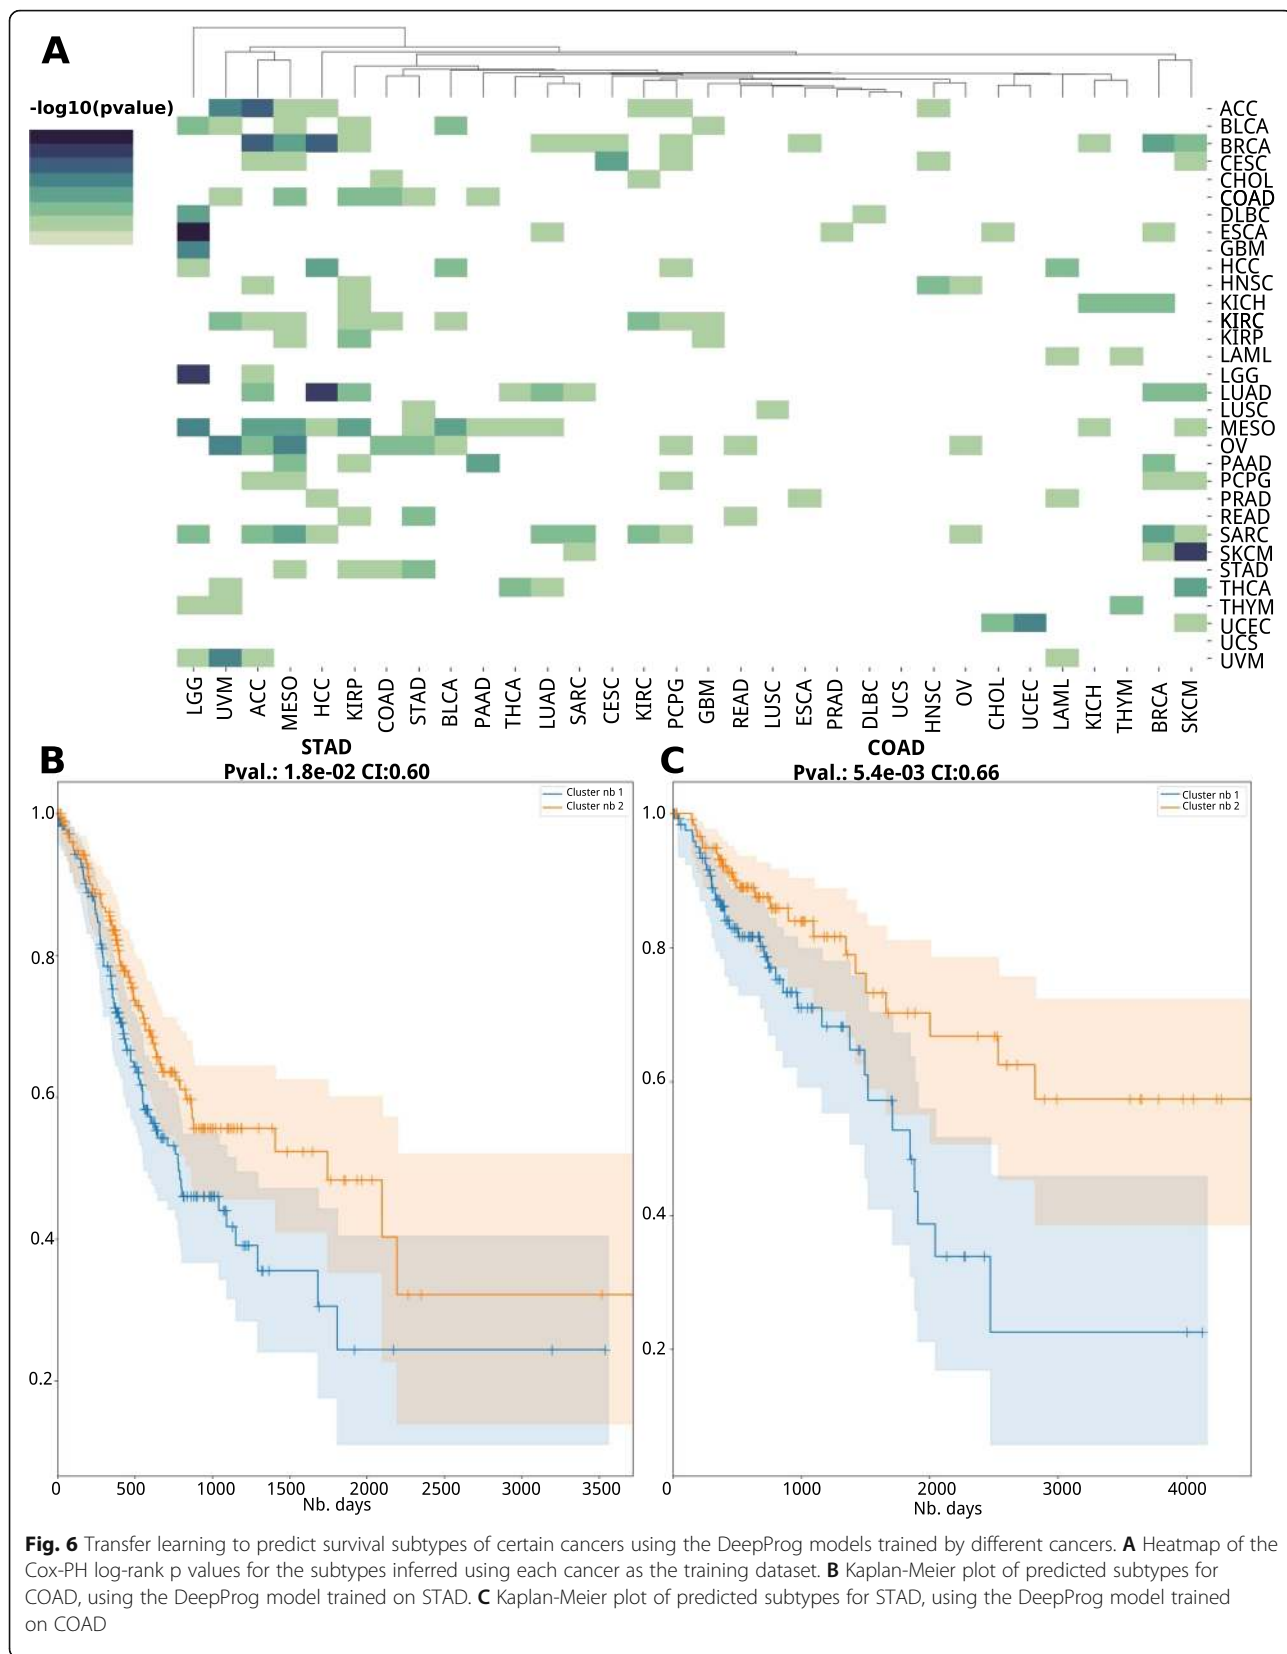 A
-log10(pvalue)
ACC
BLCA
BRCA
CESC
CHOL
COAD
DLBC
ESCA
GBM
HCC
HNSC
KICH
KIRC
KIRP
LAML
LGG
LUAD
LUSC
MESO
OV
PAAD
PCPG
PRAD
READ
SARC
SKCM
STAD
THCA
THYM
UCEC
UCS
UVM
LGG
UVM
ACC
MESO
HCC
KIRP
COAD
STAD
BLCA
PAAD
THCA
LUAD
SARC
CESC
KIRC
PCPG
GBM
READ
LUSC
ESCA
PRAD
DLBC
UCS
HNSC
OV
CHOL
UCEC
LAML
KICH
THYM
BRCA
SKCM
B
STAD
Pval.: 1.8e-02 CI:0.60
Cluster nb 1
Cluster nb 2
1.0
0.8
0.6
0.4
0.2
0 500 1000 1500 2000 2500 3000 3500
Nb. days
C
COAD
Pval.: 5.4e-03 CI:0.66
Cluster nb 1
Cluster nb 2
1.0
0.8
0.6
0.4
0.2
0 1000 2000 3000 4000
Nb. days
Fig. 6 Transfer learning to predict survival subtypes of certain cancers using the DeepProg models trained by different cancers. A Heatmap of the
Cox-PH log-rank p values for the subtypes inferred using each cancer as the training dataset. B Kaplan-Meier plot of predicted subtypes for
COAD, using the DeepProg model trained on STAD. C Kaplan-Meier plot of predicted subtypes for STAD, using the DeepProg model trained
on COAD